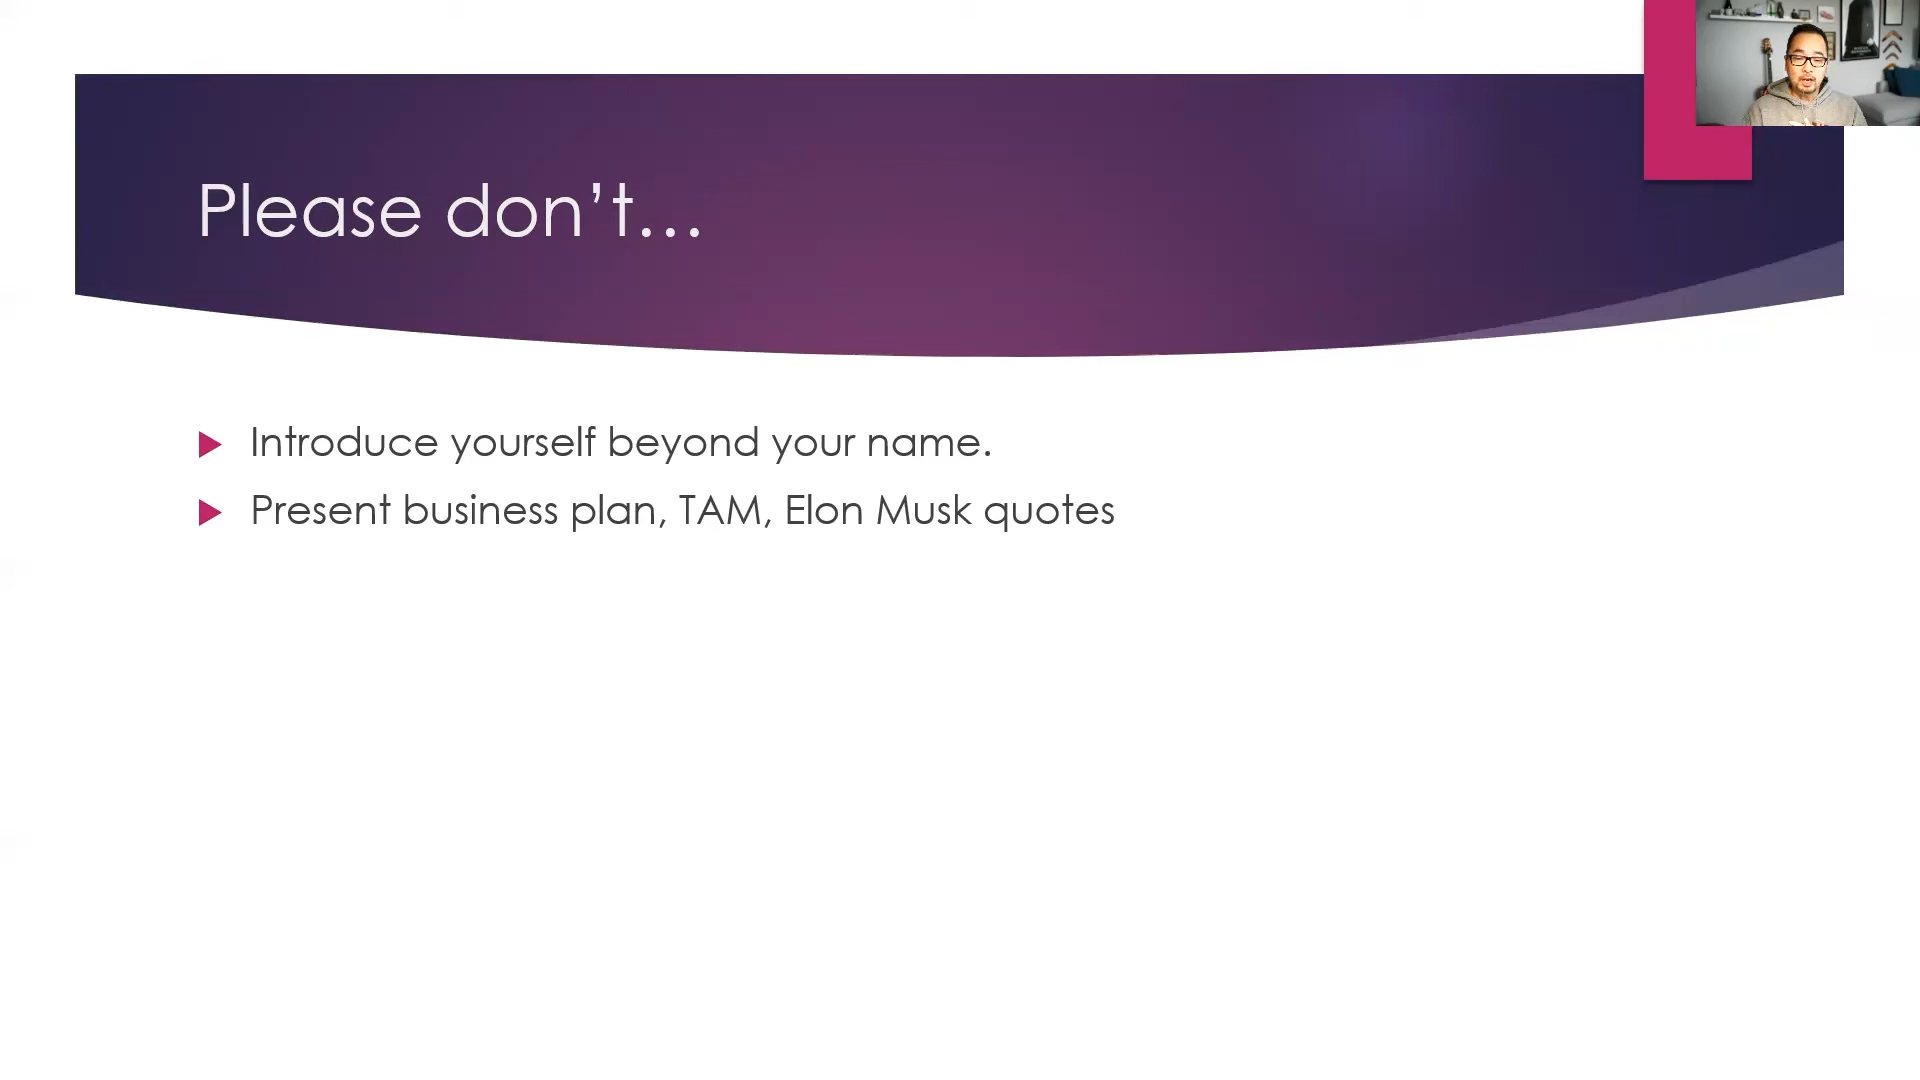 Please don’t…
Introduce yourself beyond your name.
Present business plan, TAM, Elon Musk quotes